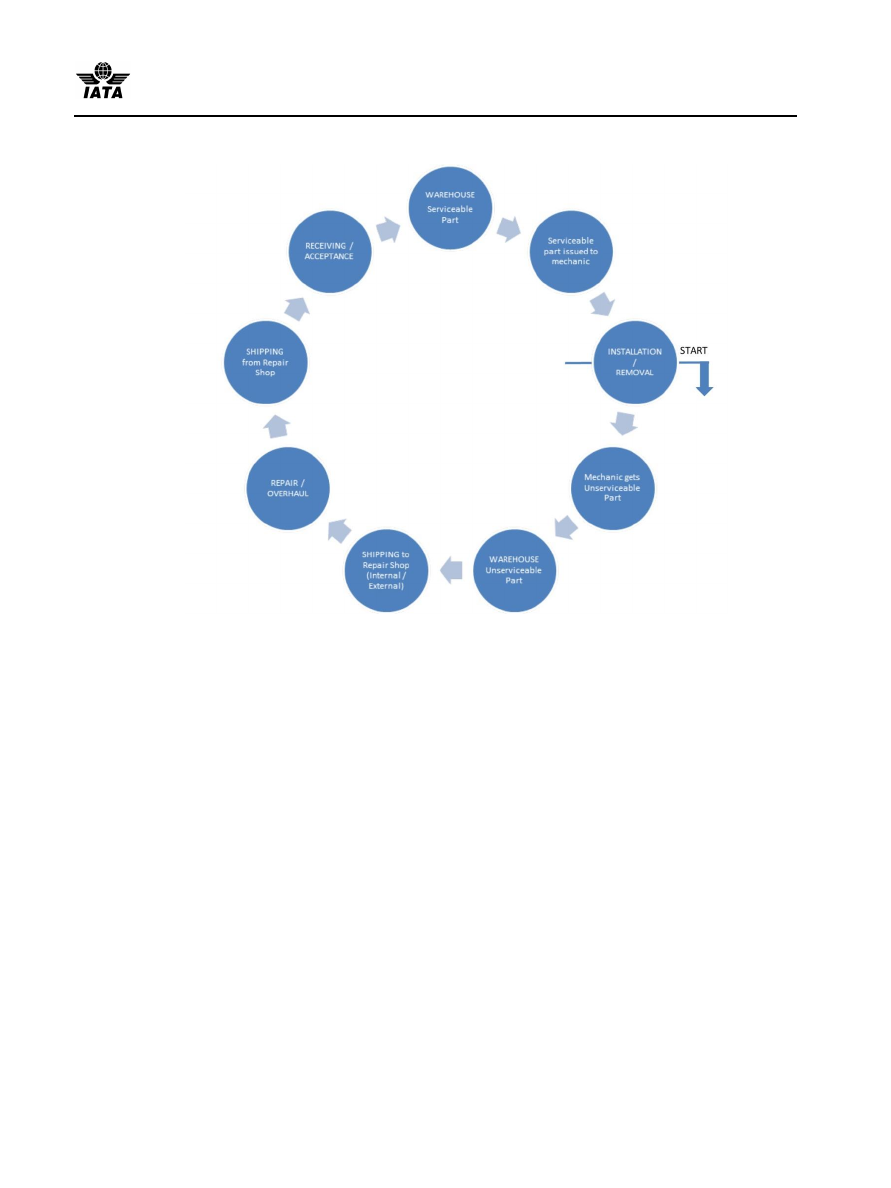 IATA
WAREHOUSE
Serviceable
Part
Serviceable
part issued to
mechanic
INSTALLATION
/
REMOVAL
START
Mechanic gets
Unserviceable
Part
WAREHOUSE
Unserviceable
Part
SHIPPING to
Repair Shop
(Internal /
External)
REPAIR /
OVERHAUL
SHIPPING
from Repair
Shop
RECEIVING /
ACCEPTANCE